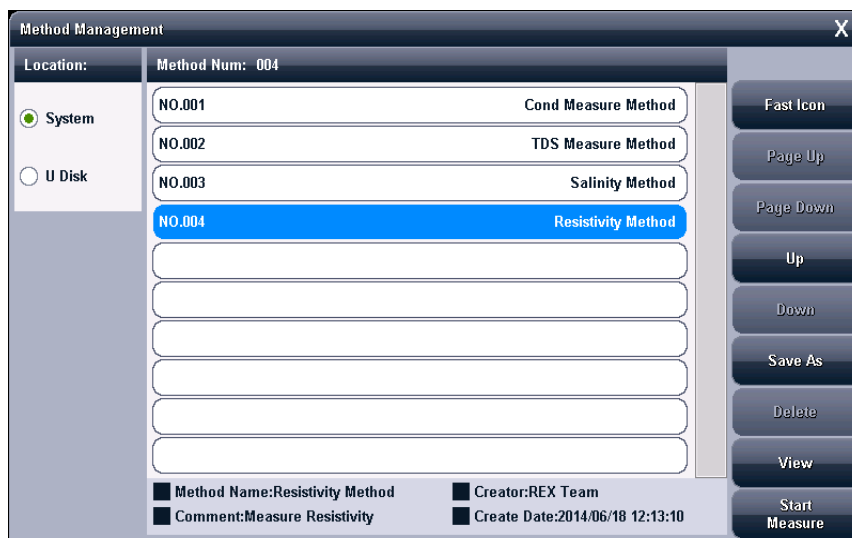 Method Management X
Location:
System
U Disk
Method Num: 004
NO.001 Cond Measure Method
NO.002 TDS Measure Method
NO.003 Salinity Method
NO.004 Resistivity Method
Method Name:Resistivity Method
Creator:REX Team
Comment:Measure Resistivity
Create Date:2014/06/18 12:13:10
Fast Icon
Page Up
Page Down
Up
Down
Save As
Delete
View
Start
Measure